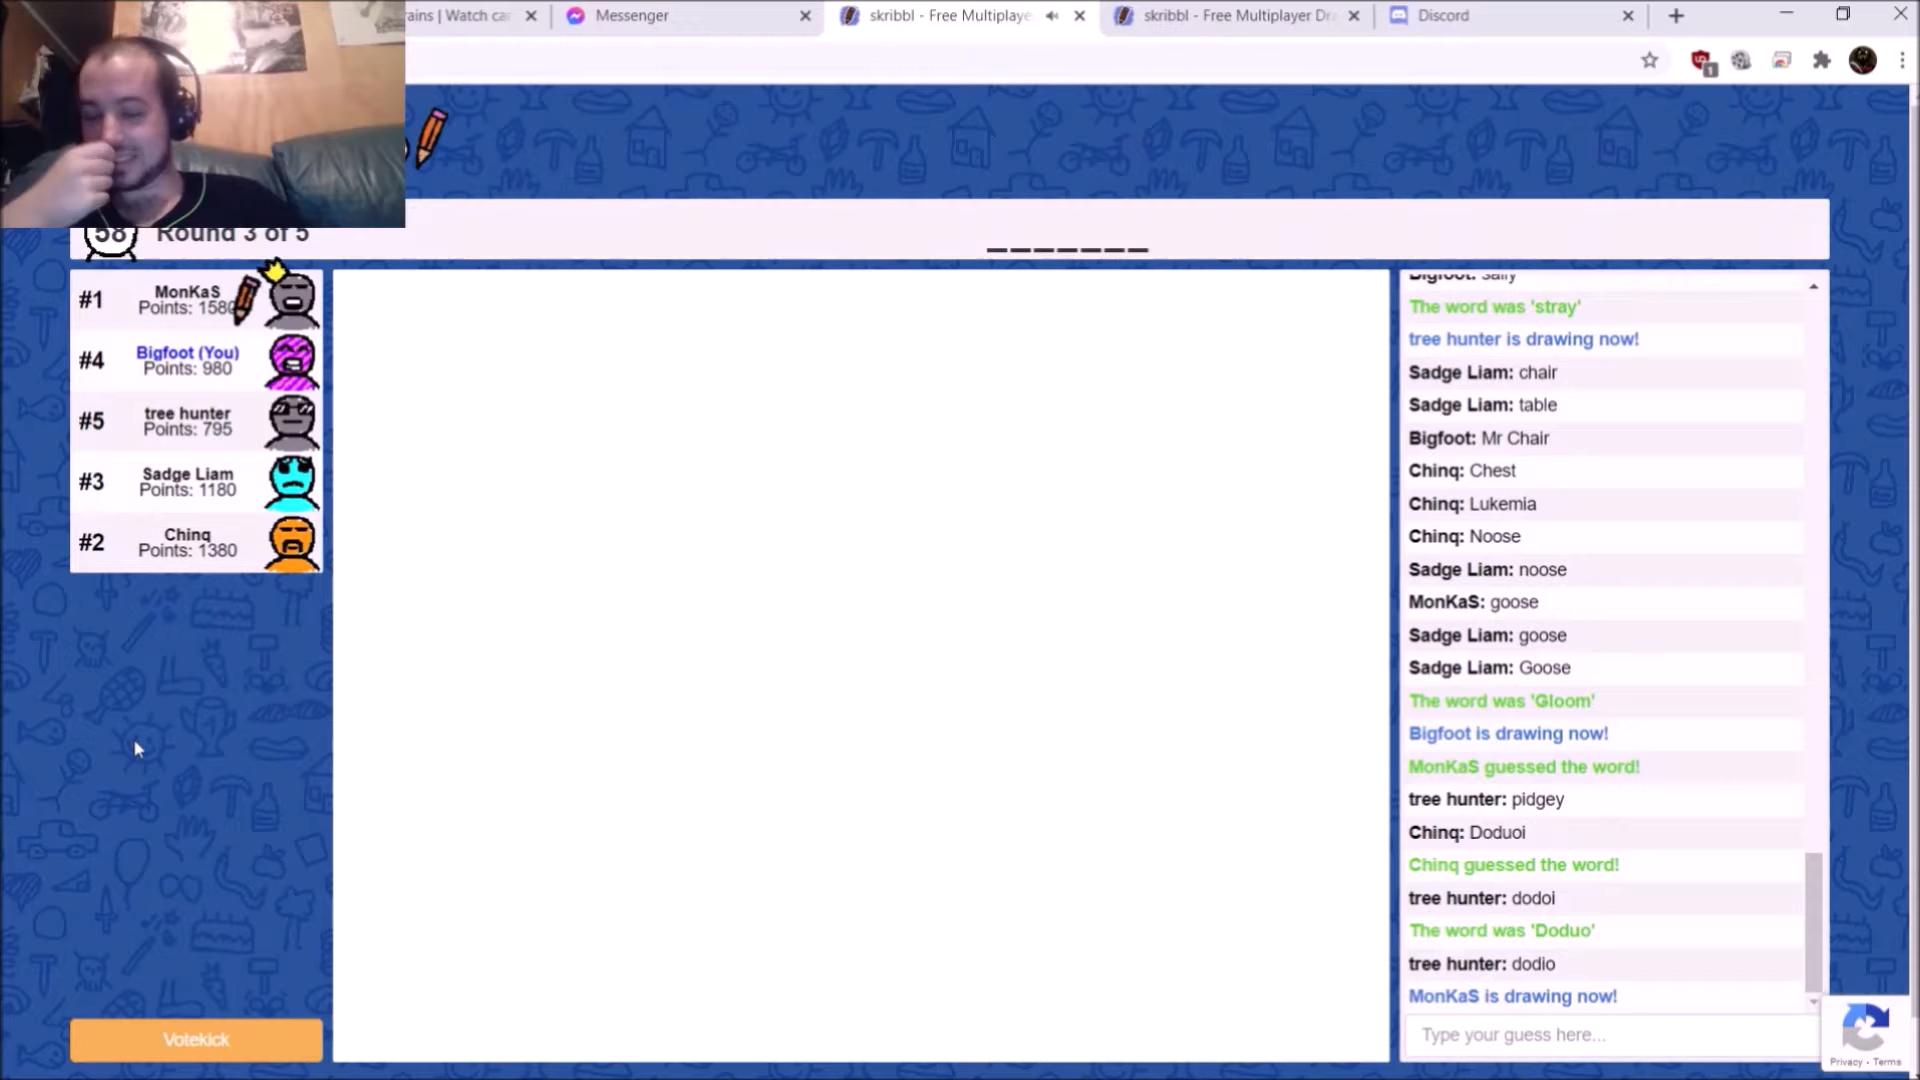 rains | Watch ca
Messenger
skribbl - Free Multiplaye
skribbl - Free Multiplayer Dr
Discord
1
58
Round 3 of 5
_______
#1
MonKaS
Points: 1580
#4
Bigfoot (You)
Points: 980
#5
tree hunter
Points: 795
#3
Sadge Liam
Points: 1180
#2
Chinq
Points: 1380
Votekick
Bigfoot: sally
The word was 'stray'
tree hunter is drawing now!
Sadge Liam: chair
Sadge Liam: table
Bigfoot: Mr Chair
Chinq: Chest
Chinq: Lukemia
Chinq: Noose
Sadge Liam: noose
MonKaS: goose
Sadge Liam: goose
Sadge Liam: Goose
The word was 'Gloom'
Bigfoot is drawing now!
MonKaS guessed the word!
tree hunter: pidgey
Chinq: Doduoi
Chinq guessed the word!
tree hunter: dodoi
The word was 'Doduo'
tree hunter: dodio
MonKaS is drawing now!
Type your guess here...
Privacy - Terms